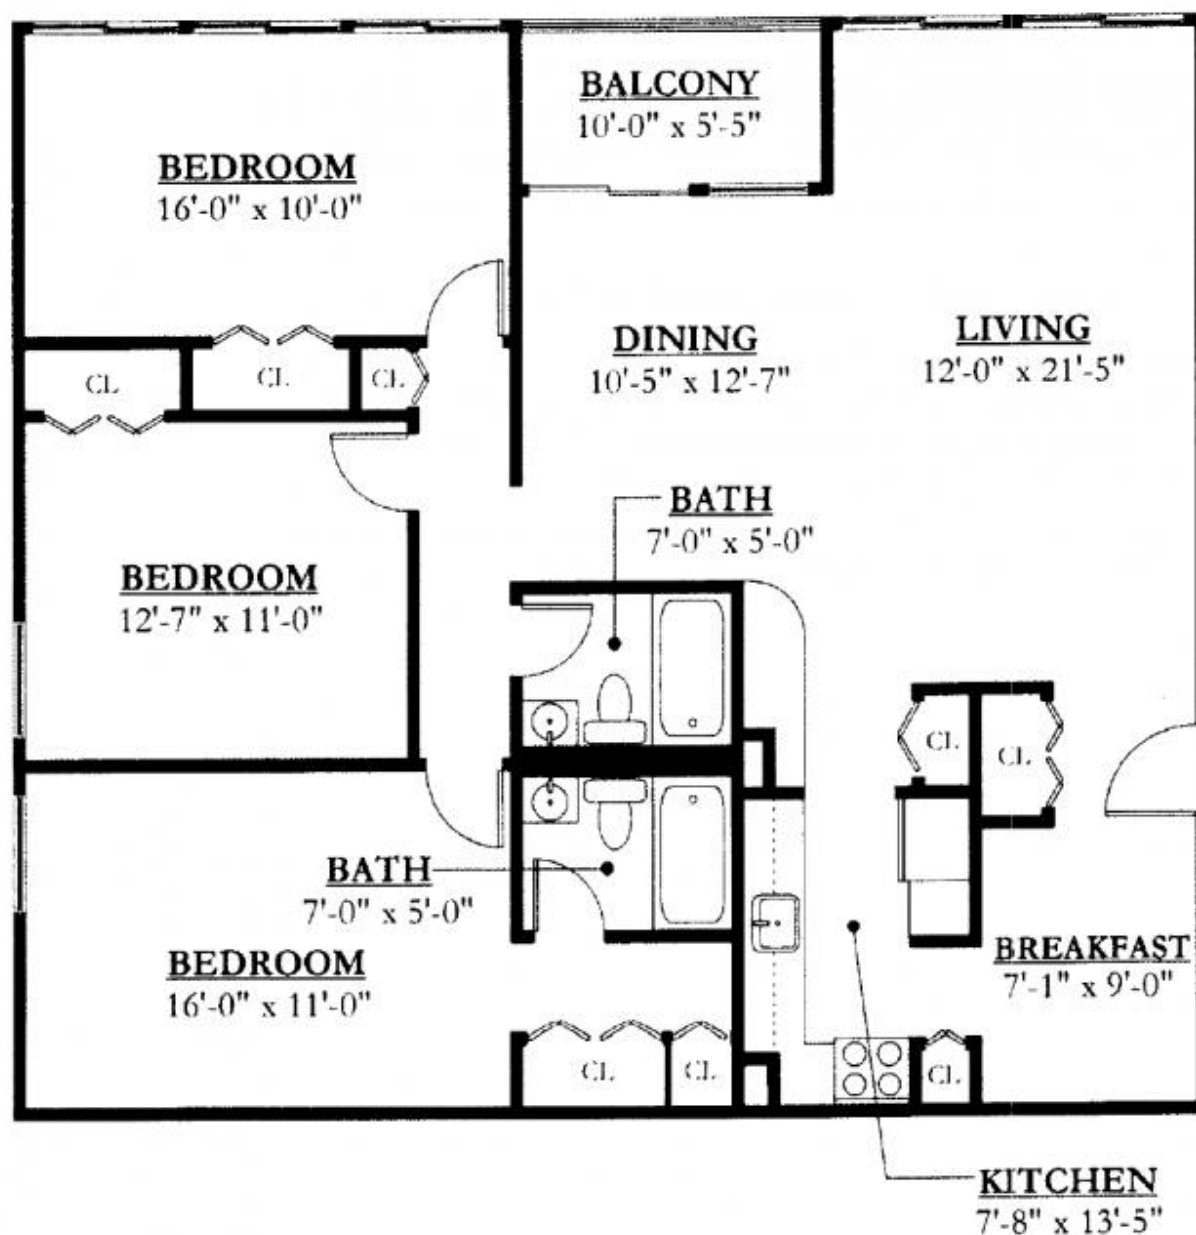 BALCONY
10'-0" x 5'-5"
BEDROOM
16'-0" x 10'-0"
DINING
10'-5" x 12'-7"
LIVING
12'-0" x 21'-5"
CL
CL
CL
BATH
7'-0" x 5'-0"
BEDROOM
12'-7" x 11'-0"
CL
CL
BATH
7'-0" x 5'-0"
BEDROOM
16'-0" x 11'-0"
BREAKFAST
7'-1" x 9'-0"
CL
CL
CL
KITCHEN
7'-8" x 13'-5"